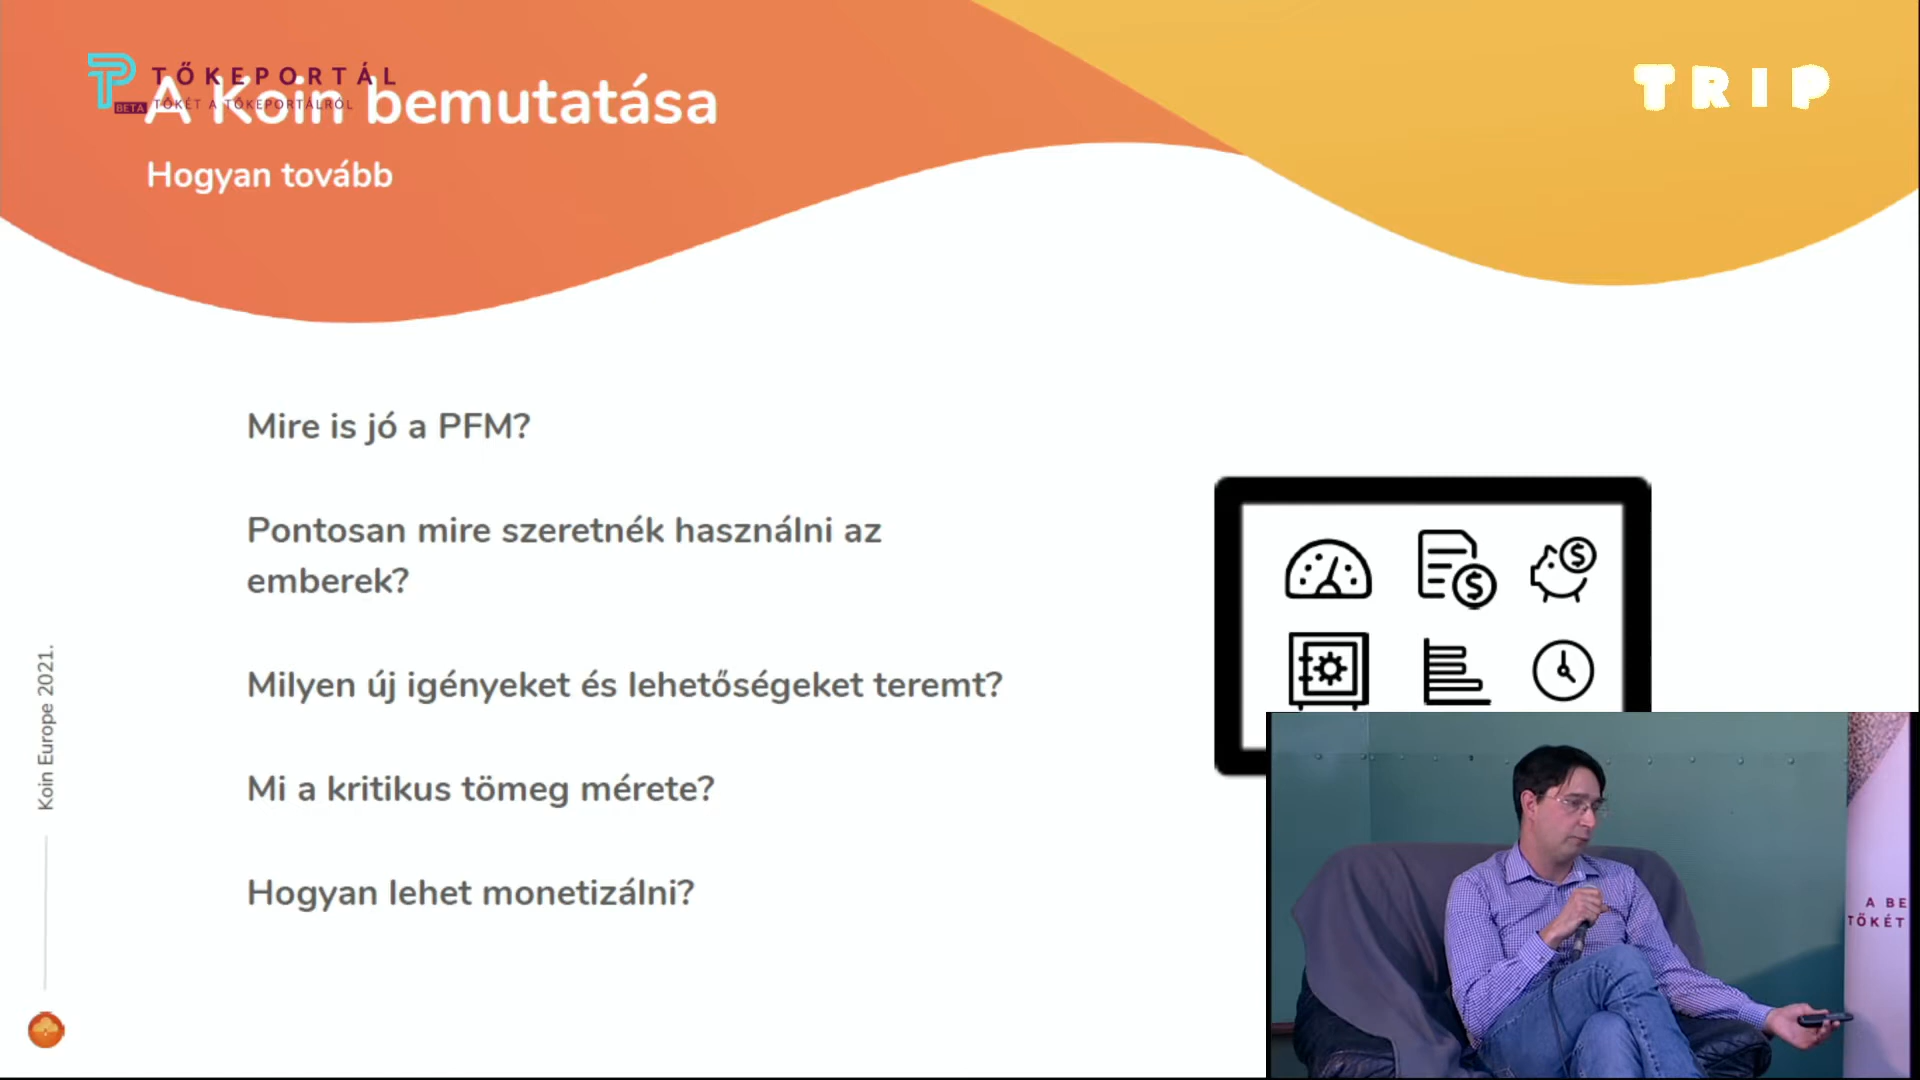 TŐKEPORTÁL
BETA TŐKÉT A TŐKEPORTÁLRÓL
A Koin bemutatása
Hogyan tovább
TRIP
Mire is jó a PFM?
Pontosan mire szeretnék használni az
emberek?
Milyen új igényeket és lehetőségeket teremt?
Mi a kritikus tömeg mérete?
Hogyan lehet monetizálni?
Koin Europe 2021.
A BE
TŐKÉT